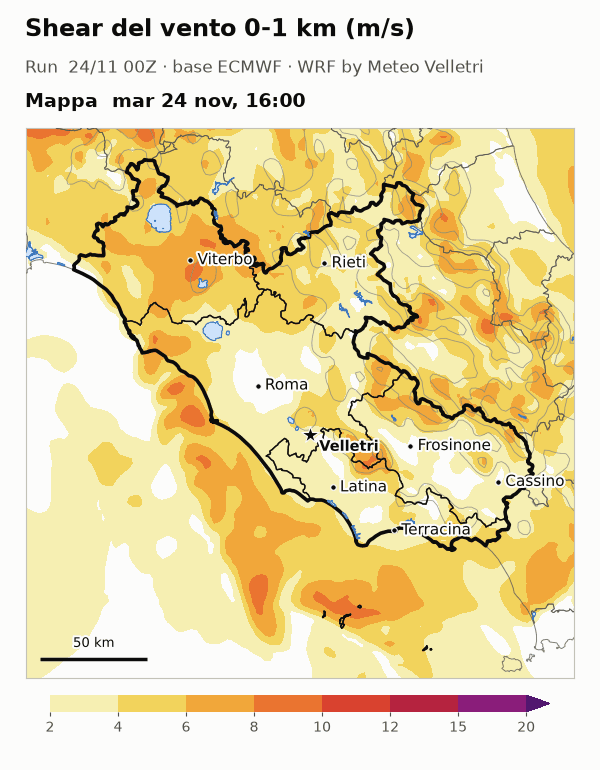 Shear del vento 0-1 km (m/s)
Run  24/11 00Z · base ECMWF · WRF by Meteo Velletri
Mappa  mar 24 nov, 16:00
Viterbo
Rieti
Roma
Velletri
Frosinone
Latina
Cassino
Terracina
50 km
2 4 6 8 10 12 15 20